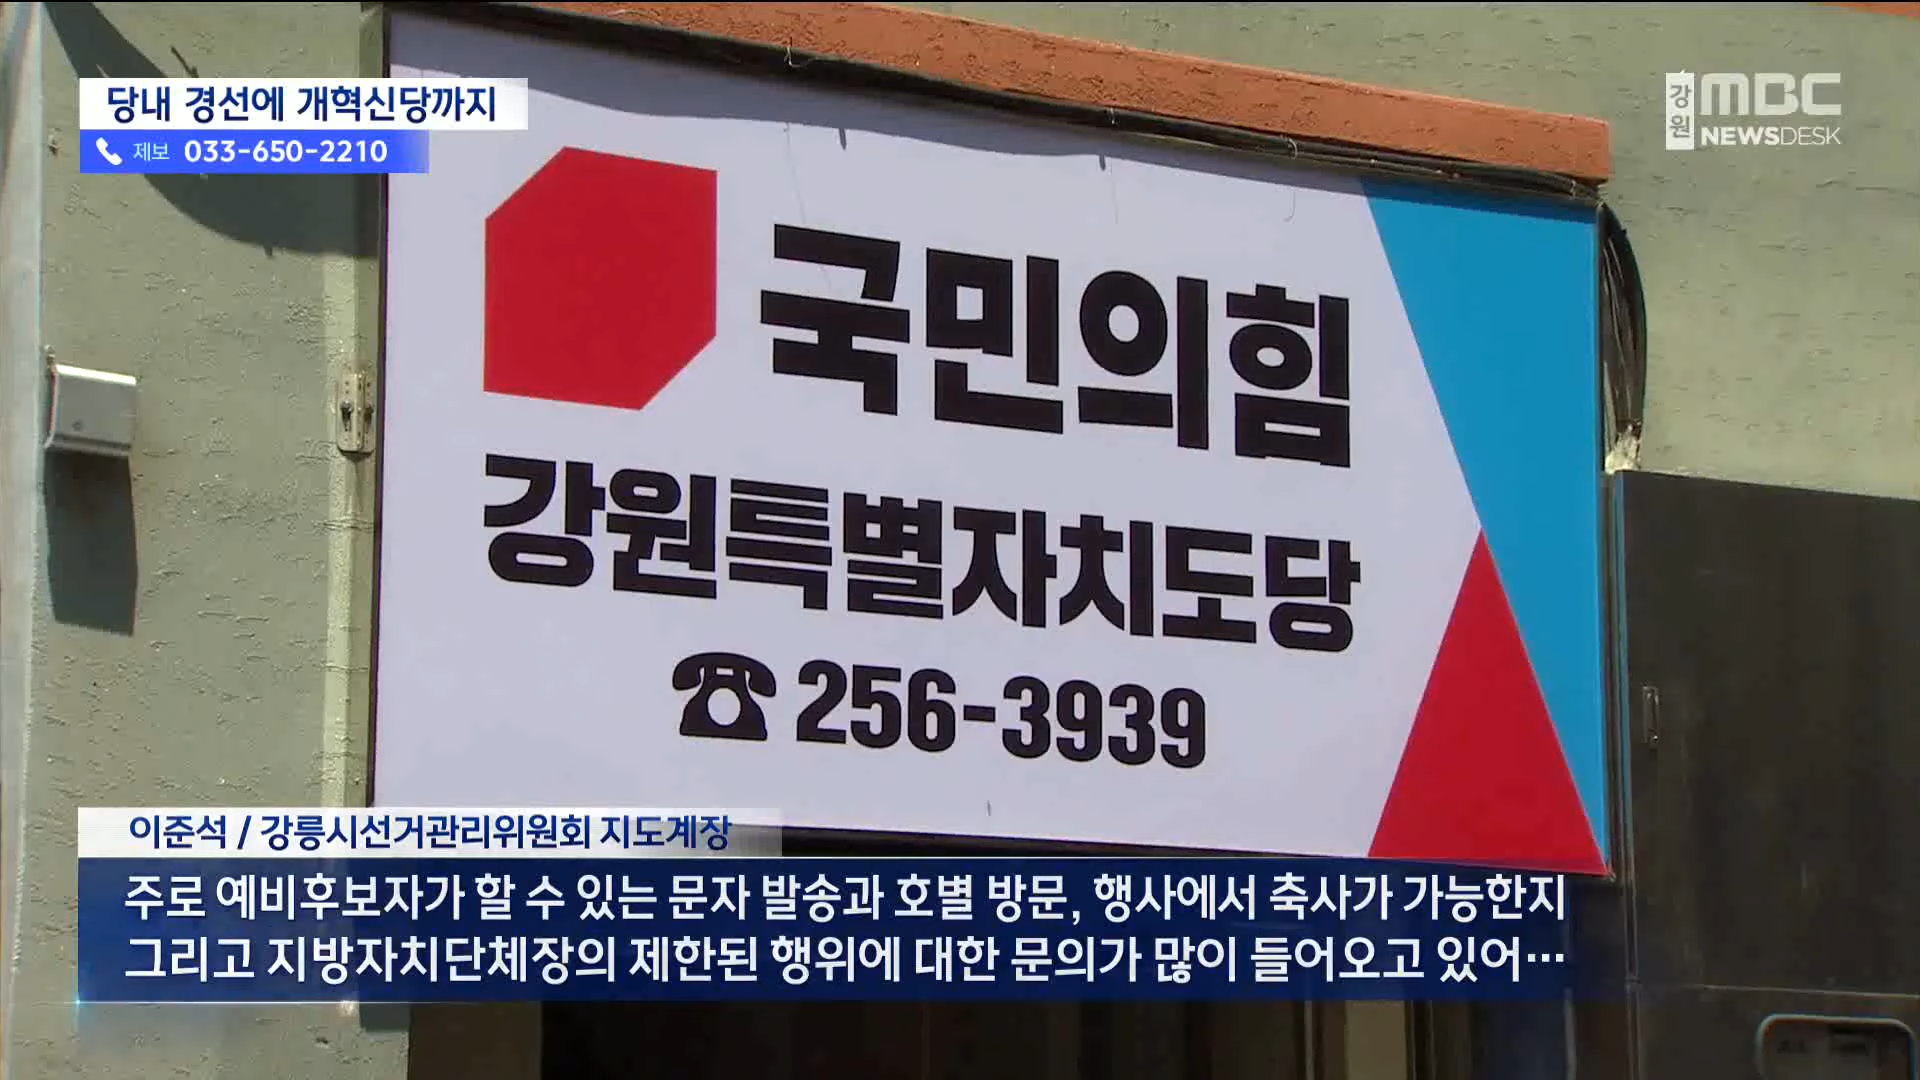 당내 경선에 개혁신당까지
제보 033-650-2210
강원 MBC
NEWSDESK
국민의힘
강원특별자치도당
☎256-3939
이준석 / 강릉시선거관리위원회 지도계장
주로 예비후보자가 할 수 있는 문자 발송과 호별 방문, 행사에서 축사가 가능한지
그리고 지방자치단체장의 제한된 행위에 대한 문의가 많이 들어오고 있어…